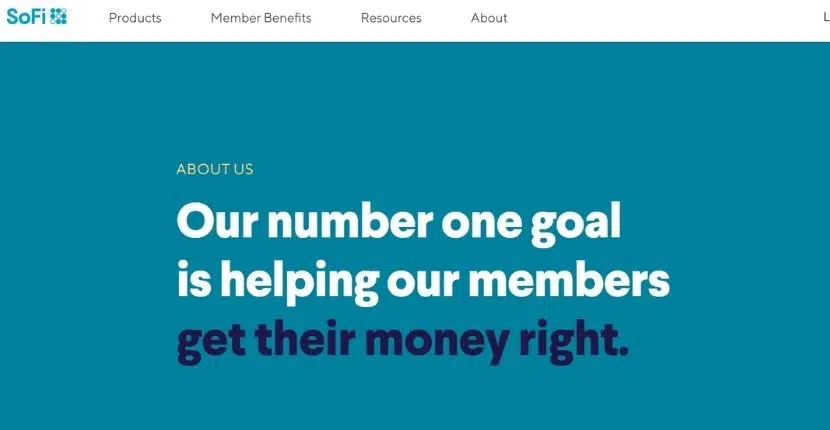 SoFi Products Member Benefits Resources About L
ABOUT US
Our number one goal
is helping our members
get their money right.